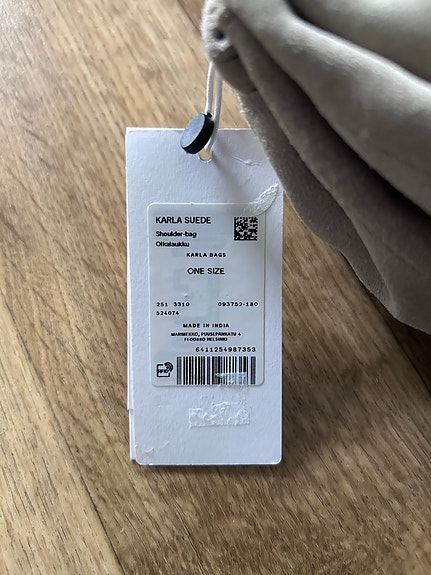 KARLA SUEDE
Shoulder-bag
Olkalaukku
KARLA BAGS
ONE SIZE
251 3310 093752-180
524074
MADE IN INDIA
MARIMEKKO, PUUSEPÄNKATU 4
FI-00880 HELSINKI
6411254987353
RFID